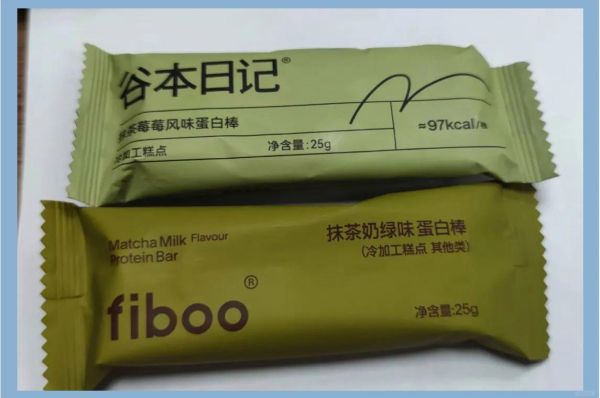 谷本日记®
抹茶莓莓风味蛋白棒
≈97kcal/
冷加工糕点
净含量:25g
Matcha Milk Flavour
Protein Bar
抹茶奶绿味蛋白棒
(冷加工糕点 其他类)
fiboo®
净含量:25g